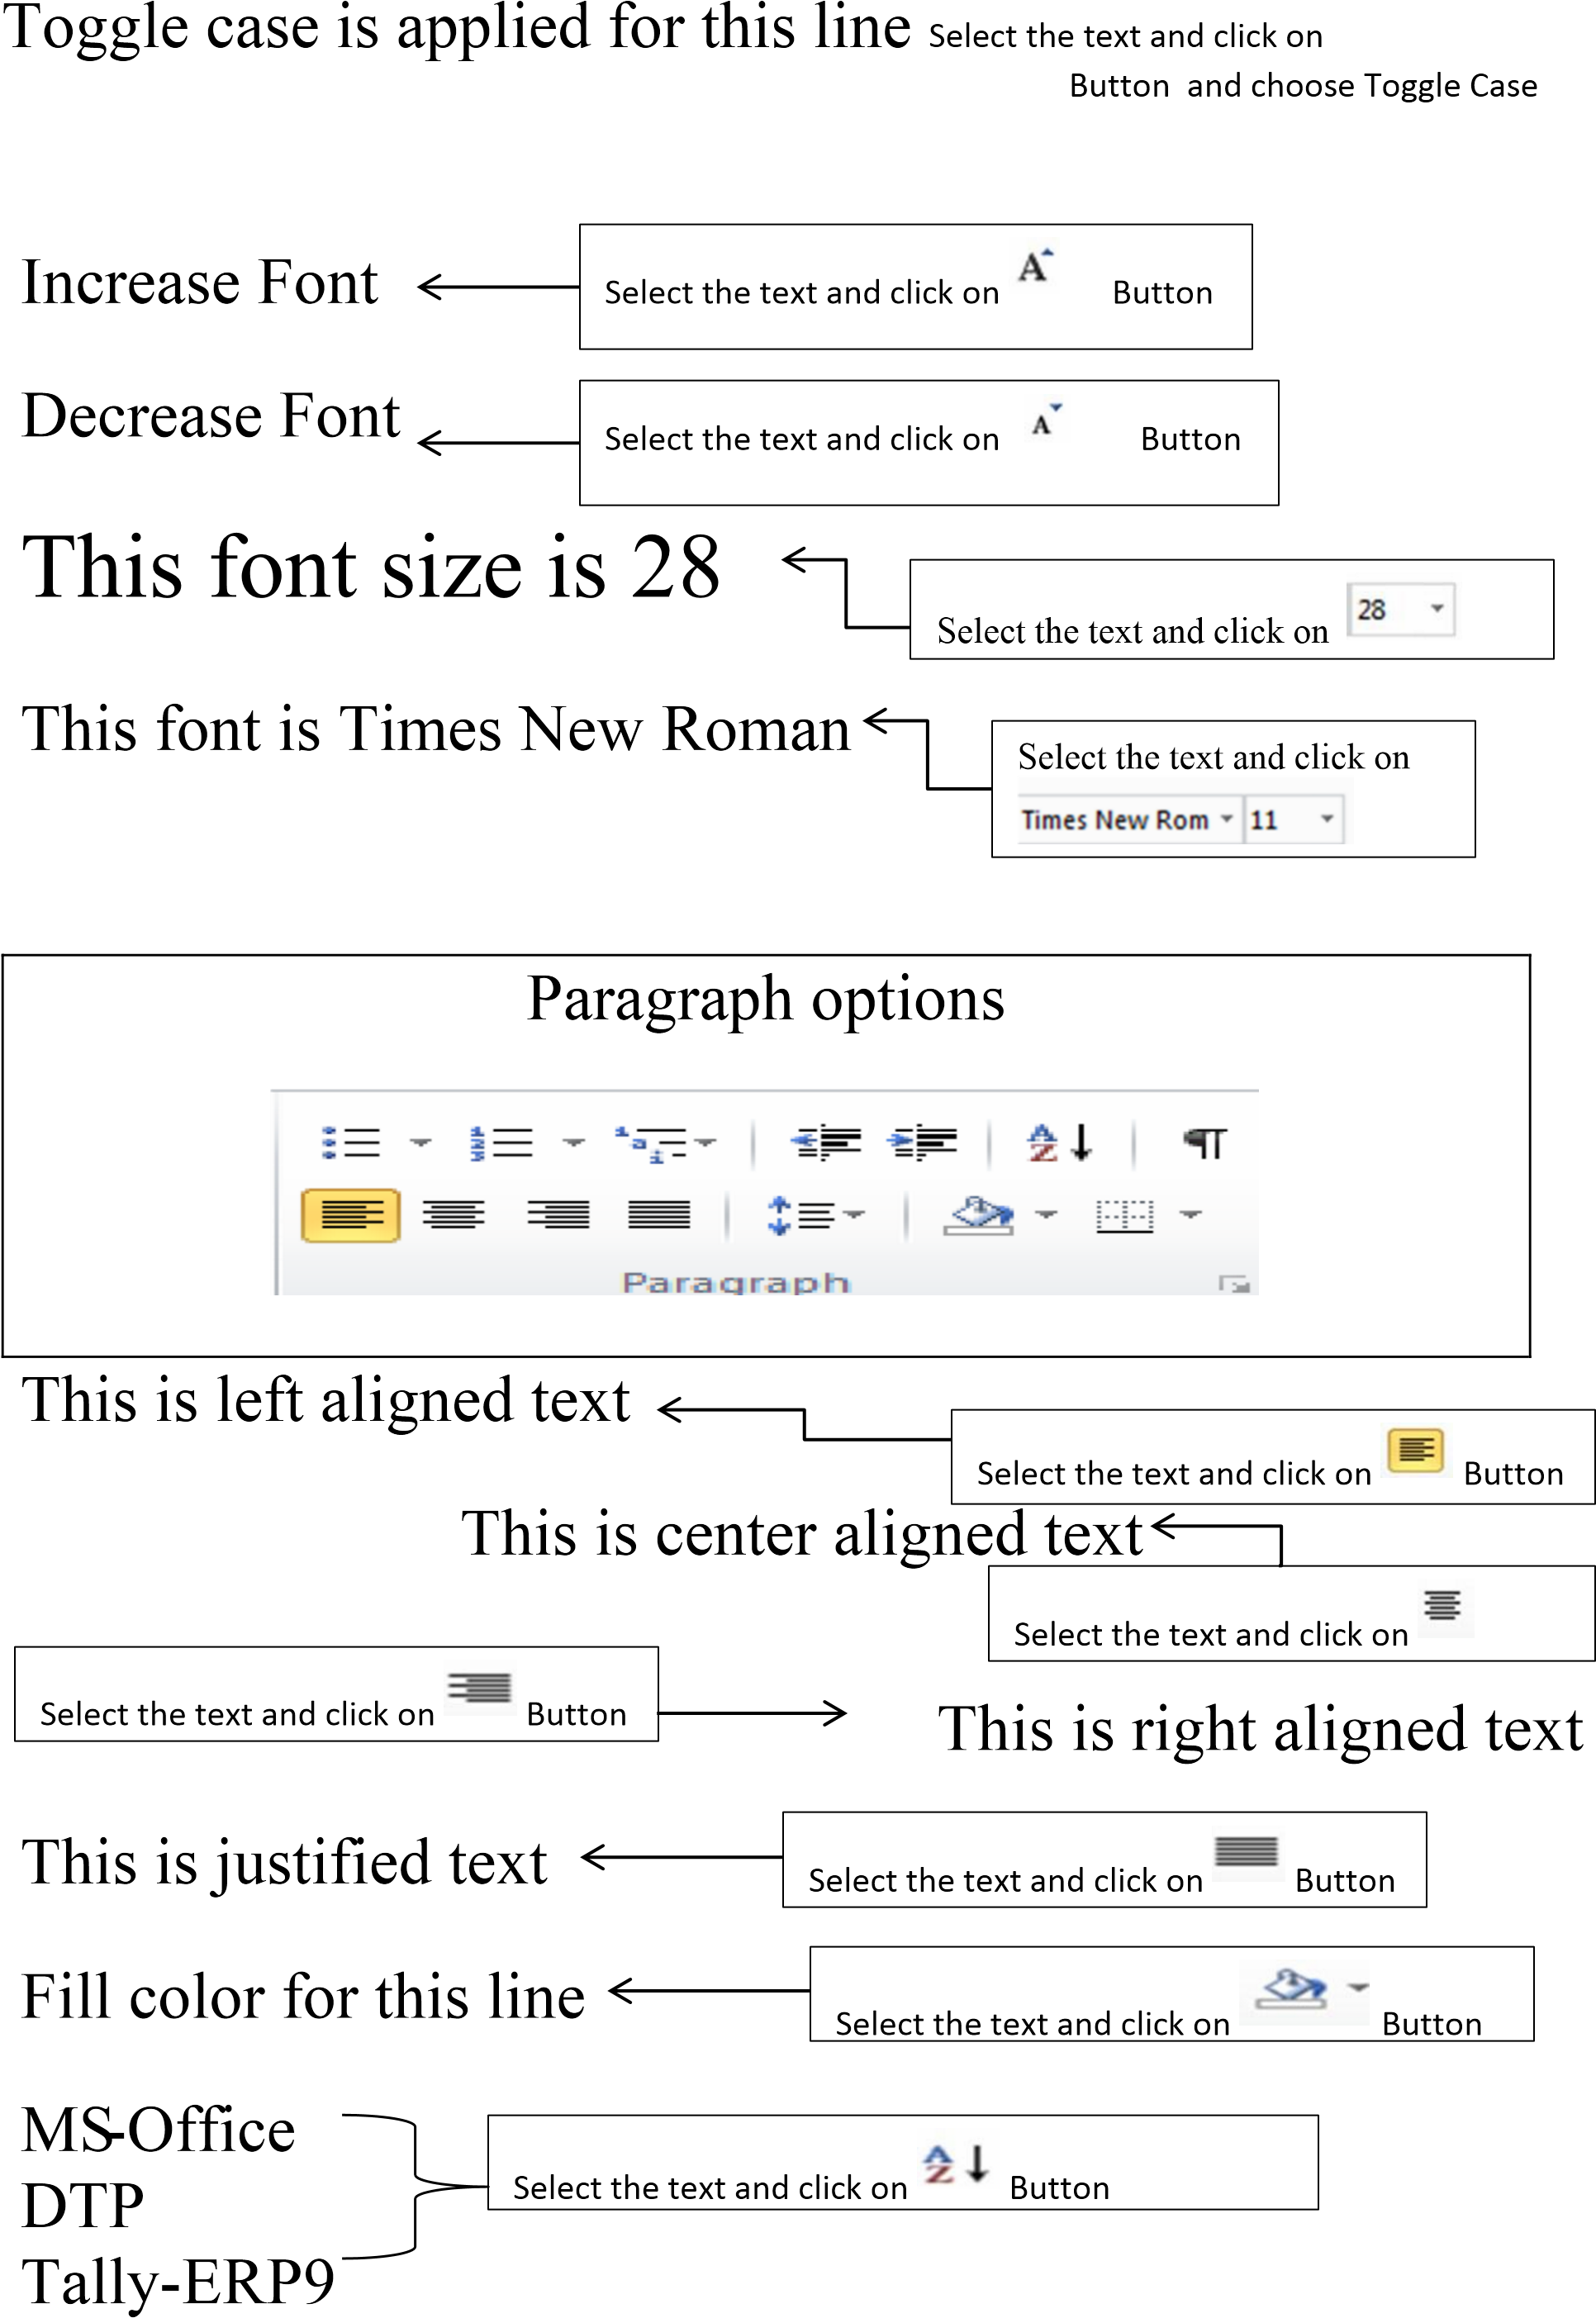 Toggle case is applied for this line Select the text and click on
Button and choose Toggle Case
Increase Font
Select the text and click on Button
Decrease Font
Select the text and click on Button
This font size is 28
Select the text and click on 28
This font is Times New Roman
Select the text and click on
Times New Rom 11
Paragraph options
Paragraph
This is left aligned text
Select the text and click on Button
This is center aligned text
Select the text and click on
Select the text and click on Button
This is right aligned text
This is justified text
Select the text and click on Button
Fill color for this line
Select the text and click on Button
MS-Office
Select the text and click on Button
DTP
Tally-ERP9